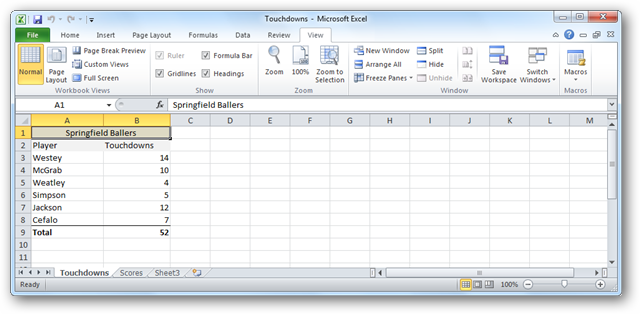 Touchdowns - Microsoft Excel
File Home Insert Page Layout Formulas Data Review View
Normal
Page Layout
Page Break Preview
Custom Views
Full Screen
Workbook Views
Ruler Formula Bar
Gridlines Headings
Show
Zoom
100%
Zoom to Selection
Zoom
New Window
Arrange All
Freeze Panes
Split
Hide
Unhide
Save Workspace
Switch Windows
Window
Macros
Macros
A1 fx Springfield Ballers
A B C D E F G H I J K L M
1 Springfield Ballers
2 Player Touchdowns
3 Westey 14
4 McGrab 10
5 Weatley 4
6 Simpson 5
7 Jackson 12
8 Cefalo 7
9 Total 52
10
11
Touchdowns Scores Sheet3
Ready 100%